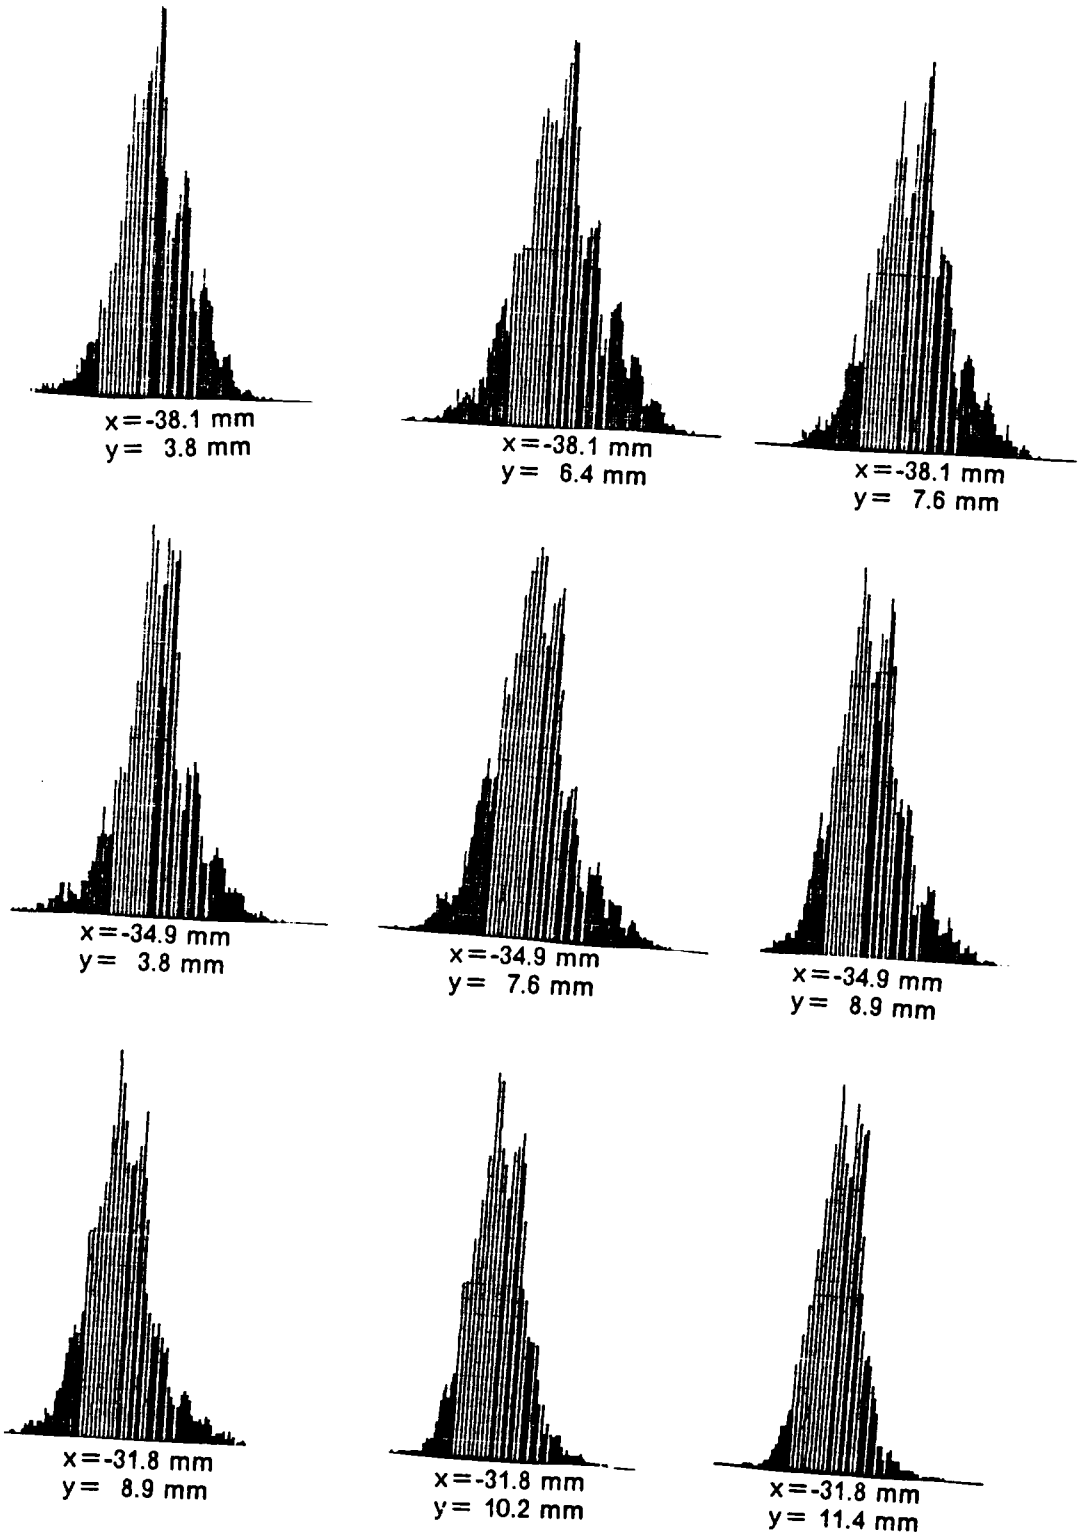 x=-38.1 mm
y= 3.8 mm
x=-38.1 mm
y= 6.4 mm
x=-38.1 mm
y= 7.6 mm
x=-34.9 mm
y= 3.8 mm
x=-34.9 mm
y= 7.6 mm
x=-34.9 mm
y= 8.9 mm
x=-31.8 mm
y= 8.9 mm
x=-31.8 mm
y= 10.2 mm
x=-31.8 mm
y= 11.4 mm